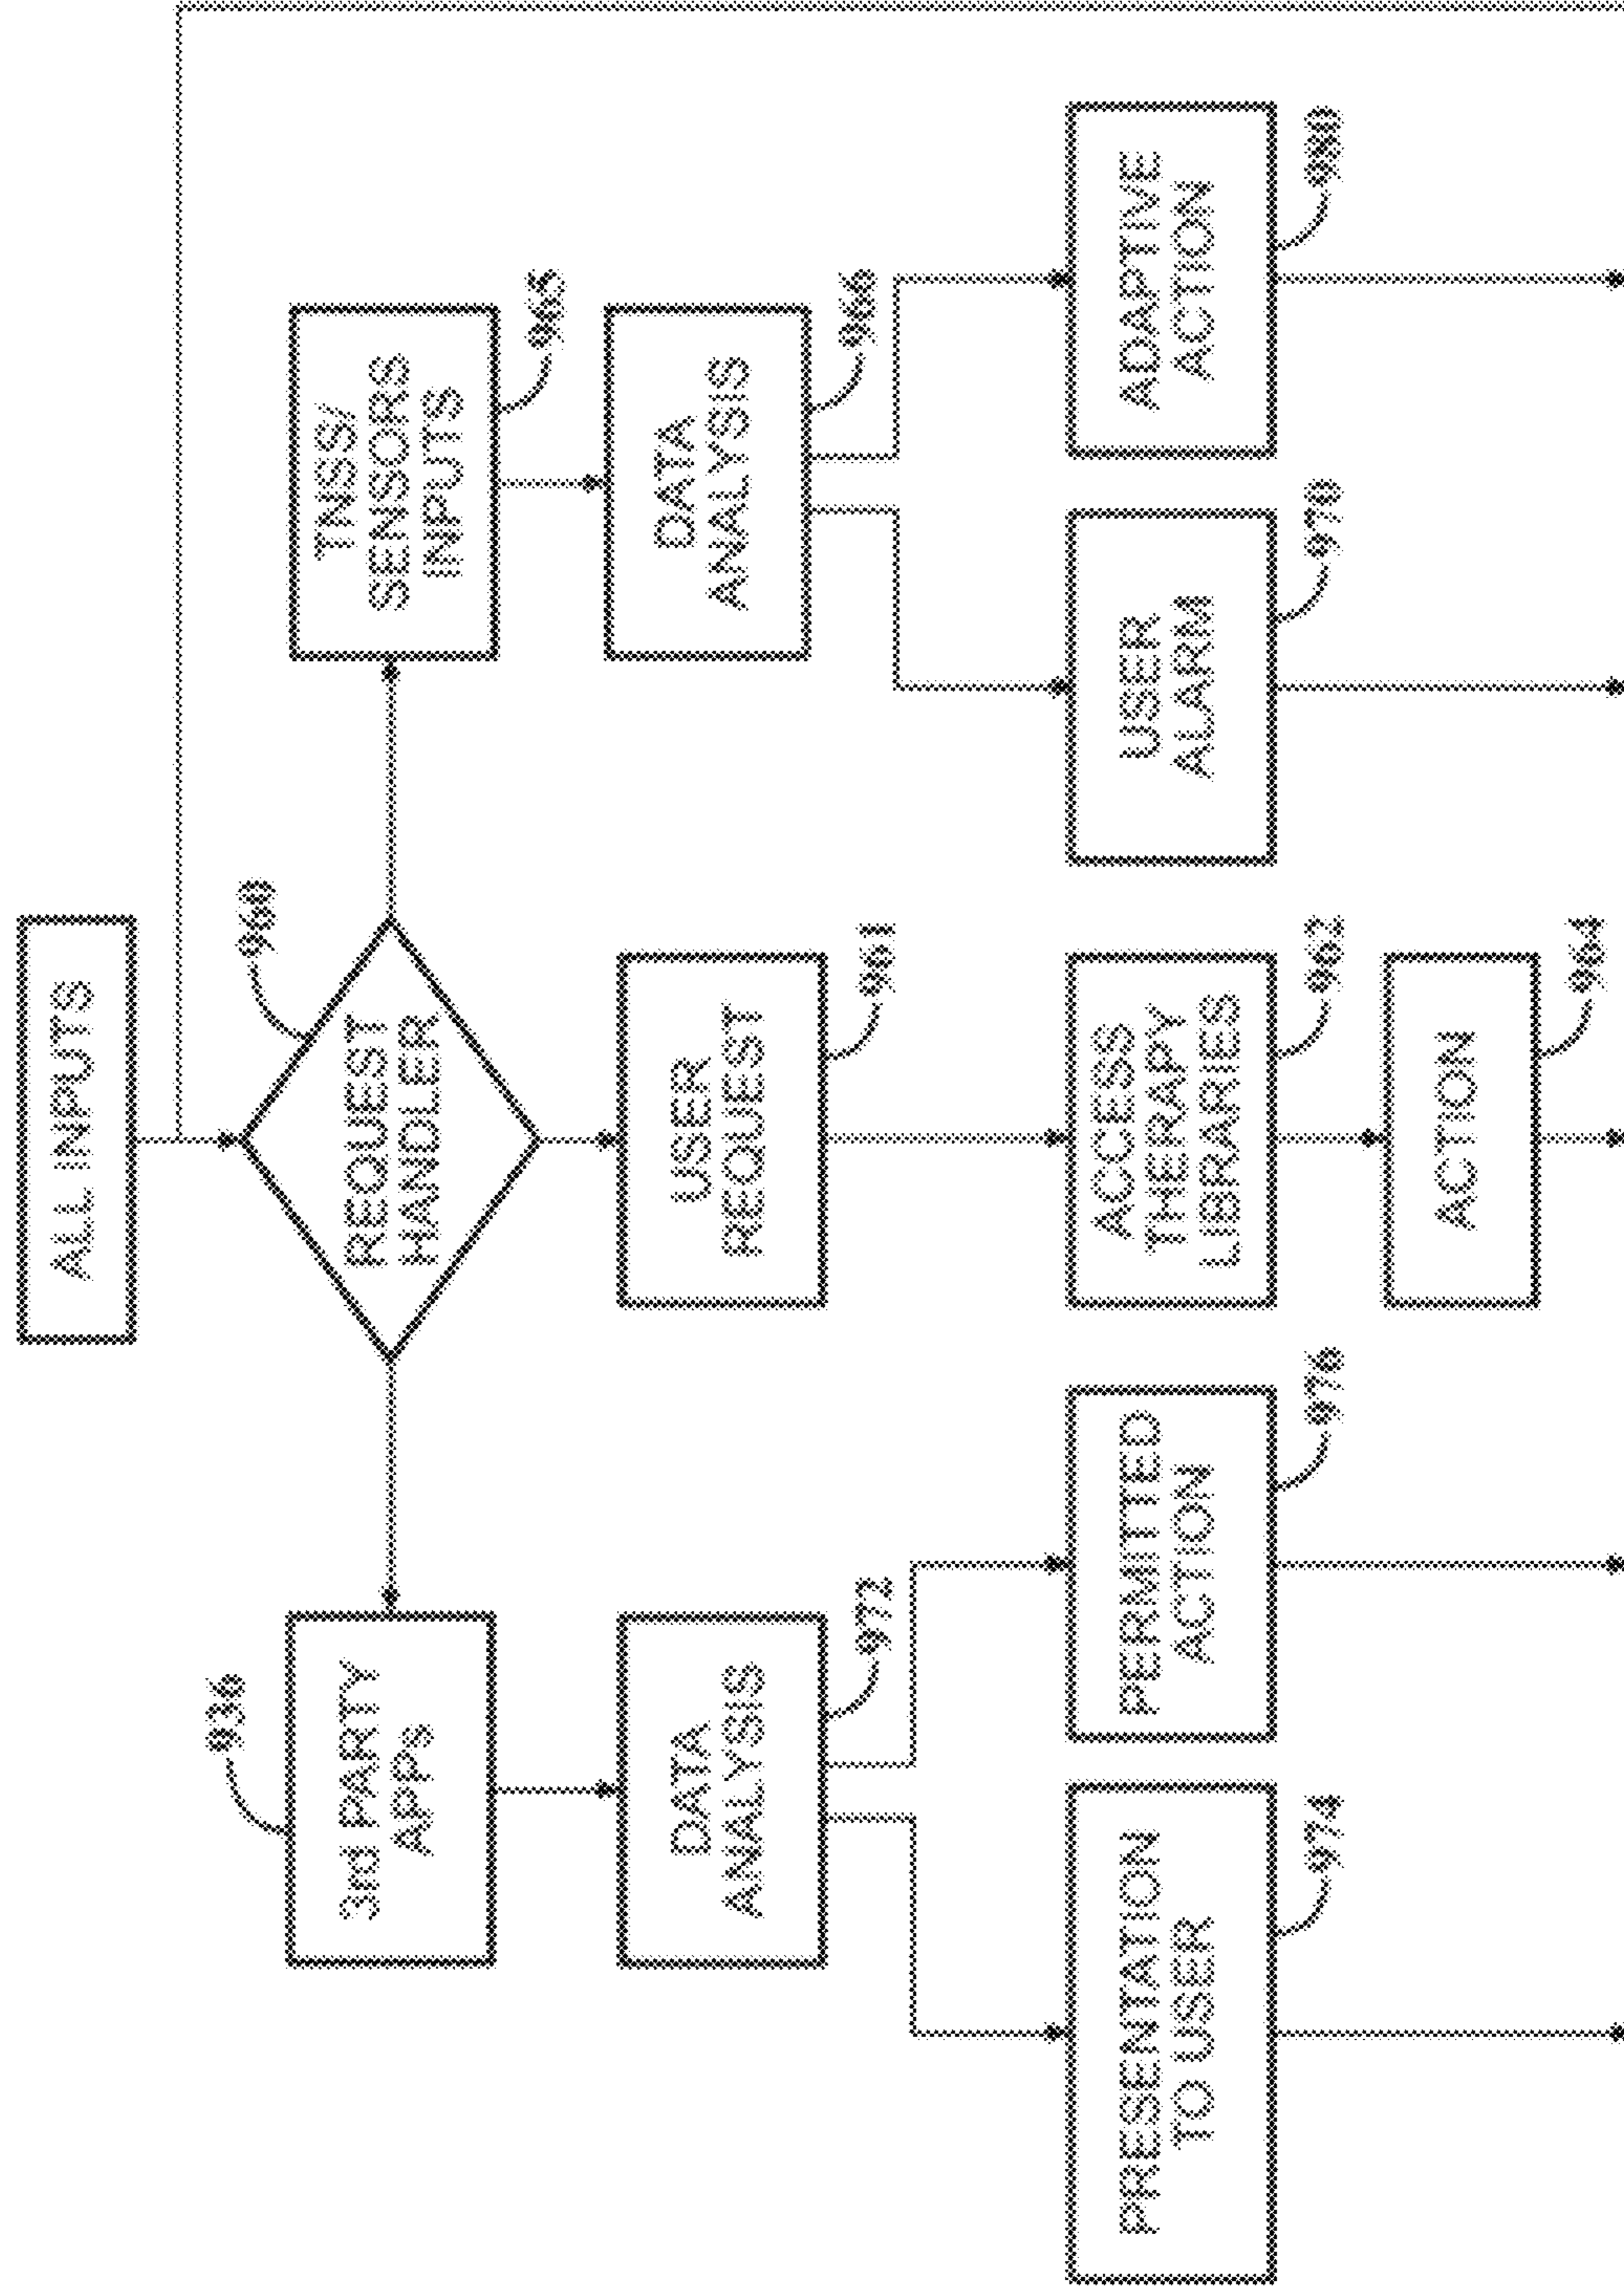 ALL INPUTS
936
960
3rd PARTY
APPS
REQUEST
HANDLER
TNSS/
SENSORS
INPUTS
965
DATA
ANALYSIS
972
USER
REQUEST
961
DATA
ANALYSIS
966
PRESENTATION
TO USER
974
PERMITTED
ACTION
976
ACCESS
THERAPY
LIBRARIES
962
USER
ALARM
970
ADAPTIVE
ACTION
980
ACTION
964